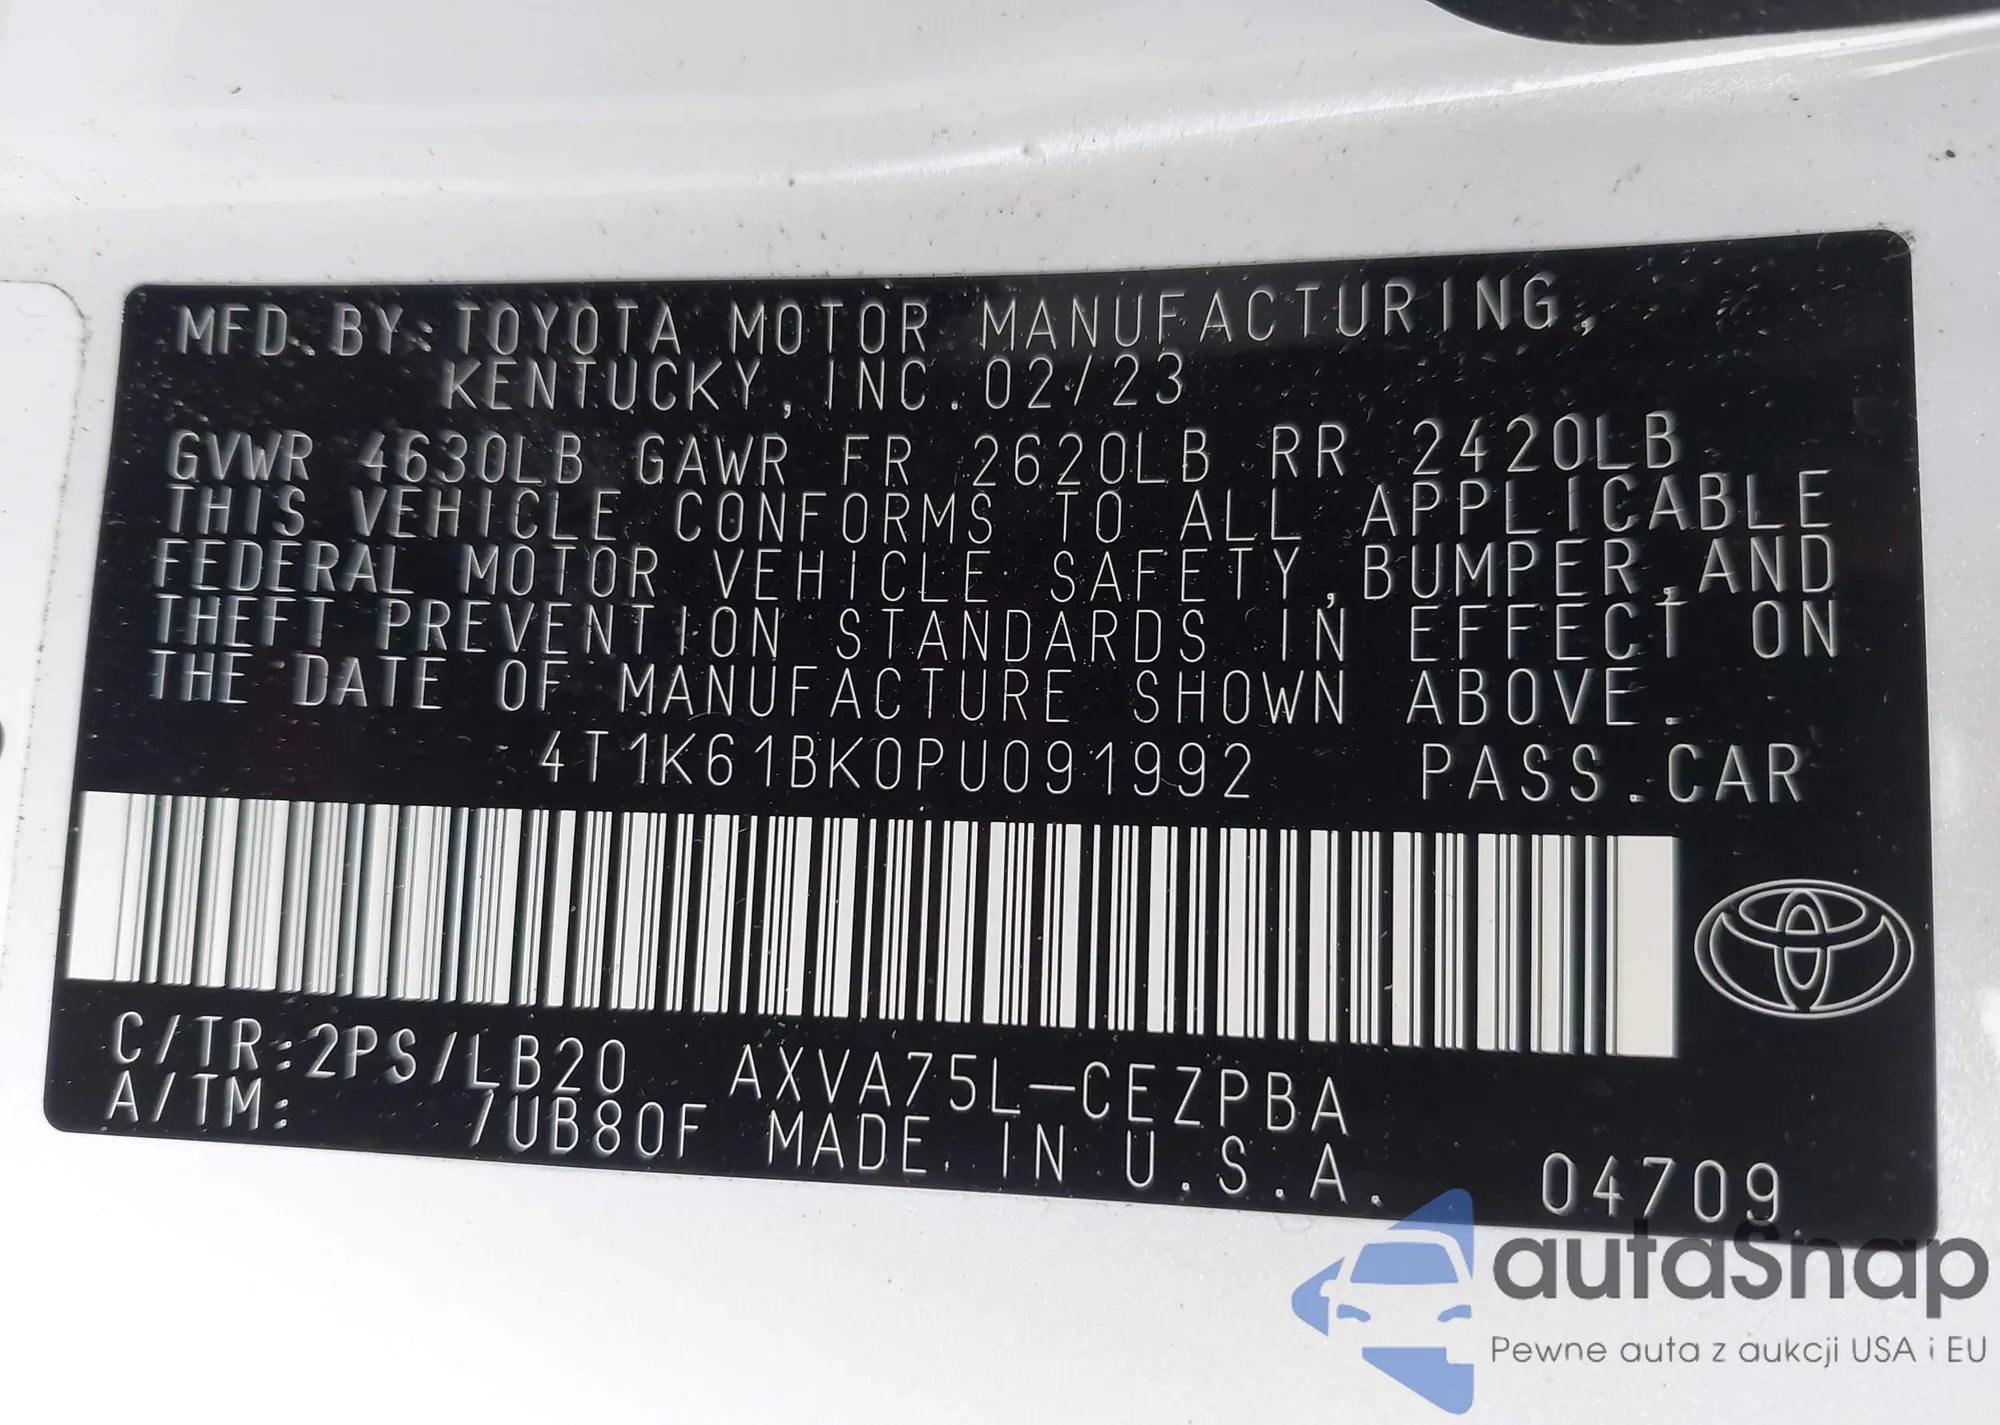 MFD. BY: TOYOTA MOTOR MANUFACTURING,
KENTUCKY, INC. 02/23
GVWR 4630LB GAWR FR 2620LB RR 2420LB
THIS VEHICLE CONFORMS TO ALL APPLICABLE
FEDERAL MOTOR VEHICLE SAFETY, BUMPER, AND
THEFT PREVENTION STANDARDS IN EFFECT ON
THE DATE OF MANUFACTURE SHOWN ABOVE.
4T1K61BK0PU091992 PASS. CAR
C/TR: 2PS/LB20 AXVA75L-CEZPBA
A/TM: /UB80F MADE IN U.S.A. 04709
autaSnap
Pewne auta z aukcji USA i EU